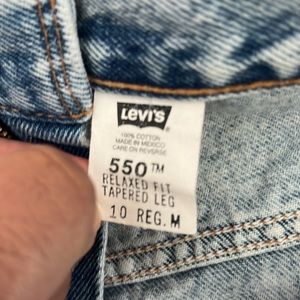 LEVI'S
100% COTTON
MADE IN MEXICO
CARE ON REVERSE
550™
RELAXED FIT
TAPERED LEG
10 REG. M